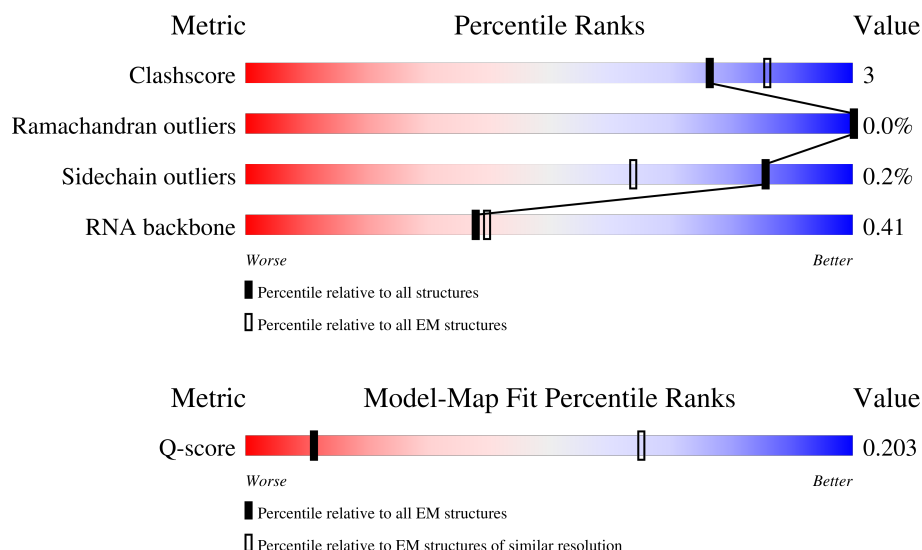 Metric Percentile Ranks Value
Clashscore 3
Ramachandran outliers 0.0%
Sidechain outliers 0.2%
RNA backbone 0.41
Worse Better
Percentile relative to all structures
Percentile relative to all EM structures
Metric Model-Map Fit Percentile Ranks Value
Q-score 0.203
Worse Better
Percentile relative to all EM structures
Percentile relative to EM structures of similar resolution